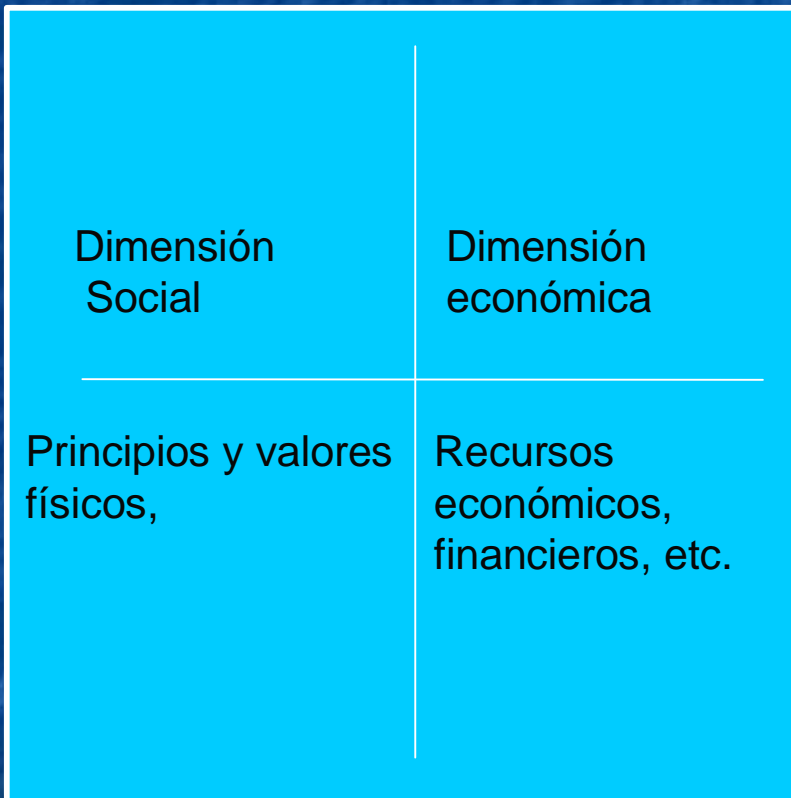 Dimensión
Social
Dimensión
económica
Principios y valores
físicos,
Recursos
económicos,
financieros, etc.